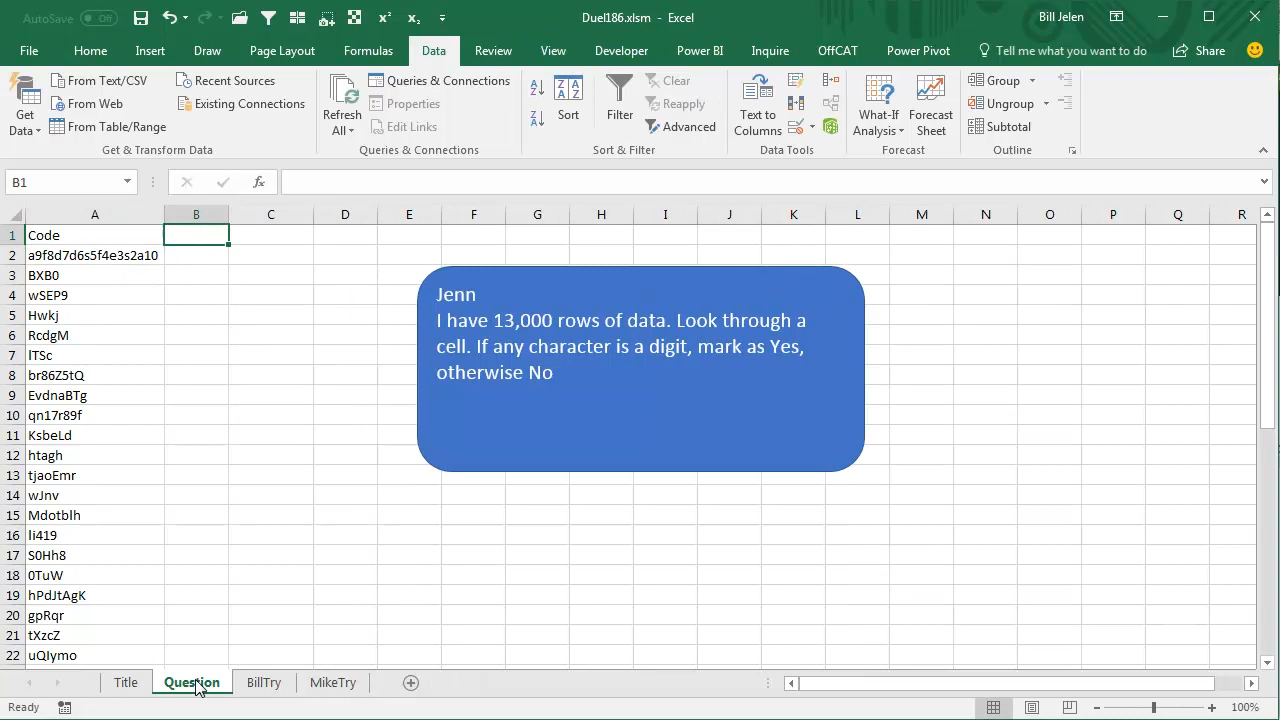 AutoSave Off
Duel186.xlsm - Excel
Bill Jelen
File Home Insert Draw Page Layout Formulas Data Review View Developer Power BI Inquire OffCAT Power Pivot Tell me what you want to do Share
Get Data
From Text/CSV
From Web
From Table/Range
Recent Sources
Existing Connections
Get & Transform Data
Refresh All
Queries & Connections
Properties
Edit Links
Queries & Connections
Sort
Filter
Clear
Reapply
Advanced
Sort & Filter
Text to Columns
Data Tools
What-If Analysis
Forecast Sheet
Forecast
Group
Ungroup
Subtotal
Outline
B1
fx
A B C D E F G H I J K L M N O P Q R
1 Code
2 a9f8d7d6s5f4e3s2a10
3 BXB0
4 wSEP9
5 Hwkj
6 RcdgM
7 lTSc
8 br86Z5tQ
9 EvdnaBTg
10 qn17r89f
11 KsbeLd
12 htagh
13 tjaoEmr
14 wJnv
15 Mdotblh
16 li419
17 S0Hh8
18 0TuW
19 hPdJtAgK
20 gpRqr
21 tXzcZ
22 uQIymo
Jenn
I have 13,000 rows of data. Look through a
cell. If any character is a digit, mark as Yes,
otherwise No
Title Question BillTry MikeTry
Ready
100%